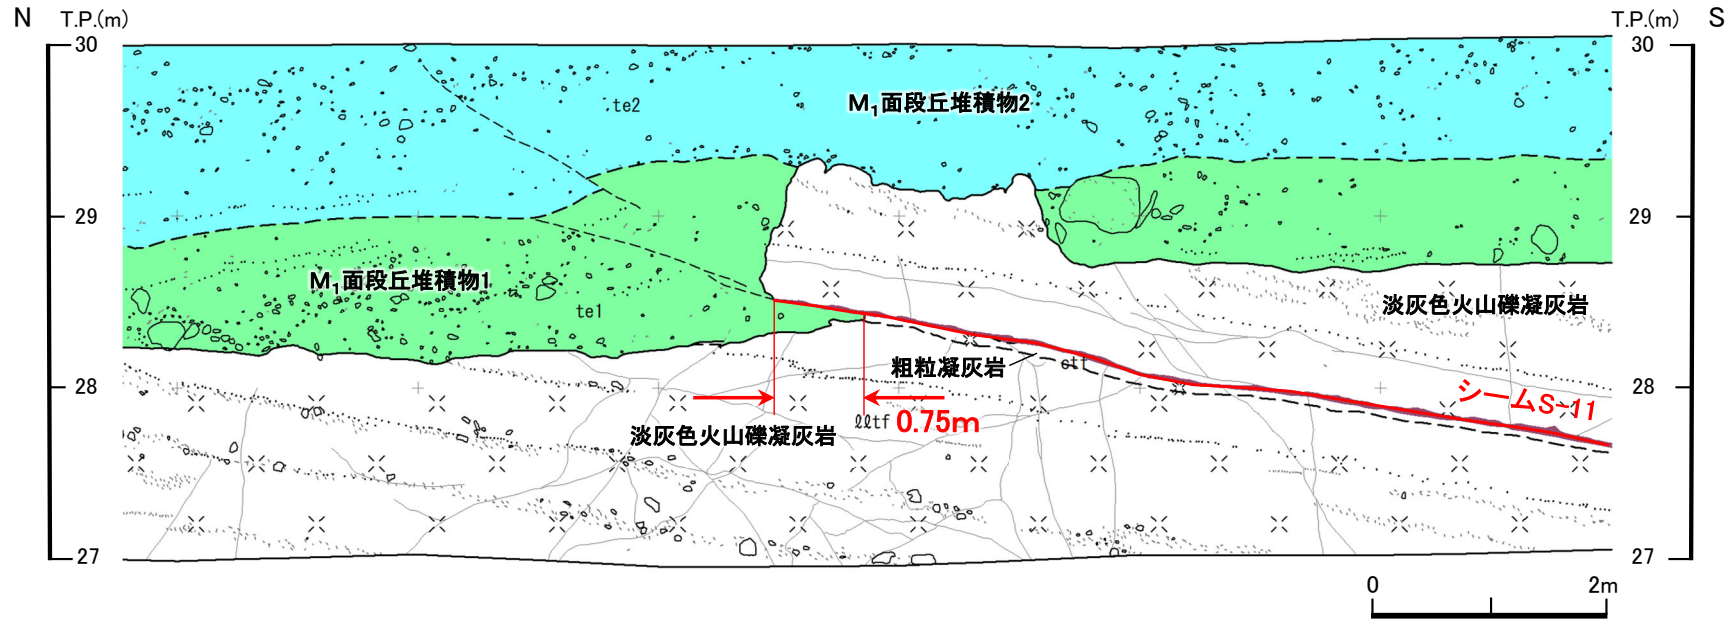 N T.P.(m) T.P.(m) S
30 30
te2 M₁面段丘堆積物2
29 29
M₁面段丘堆積物1
te1
淡灰色火山礫凝灰岩
粗粒凝灰岩 ctf
28 28
シームS-11
0.75m
ℓℓtf
淡灰色火山礫凝灰岩
27 27
0 2m